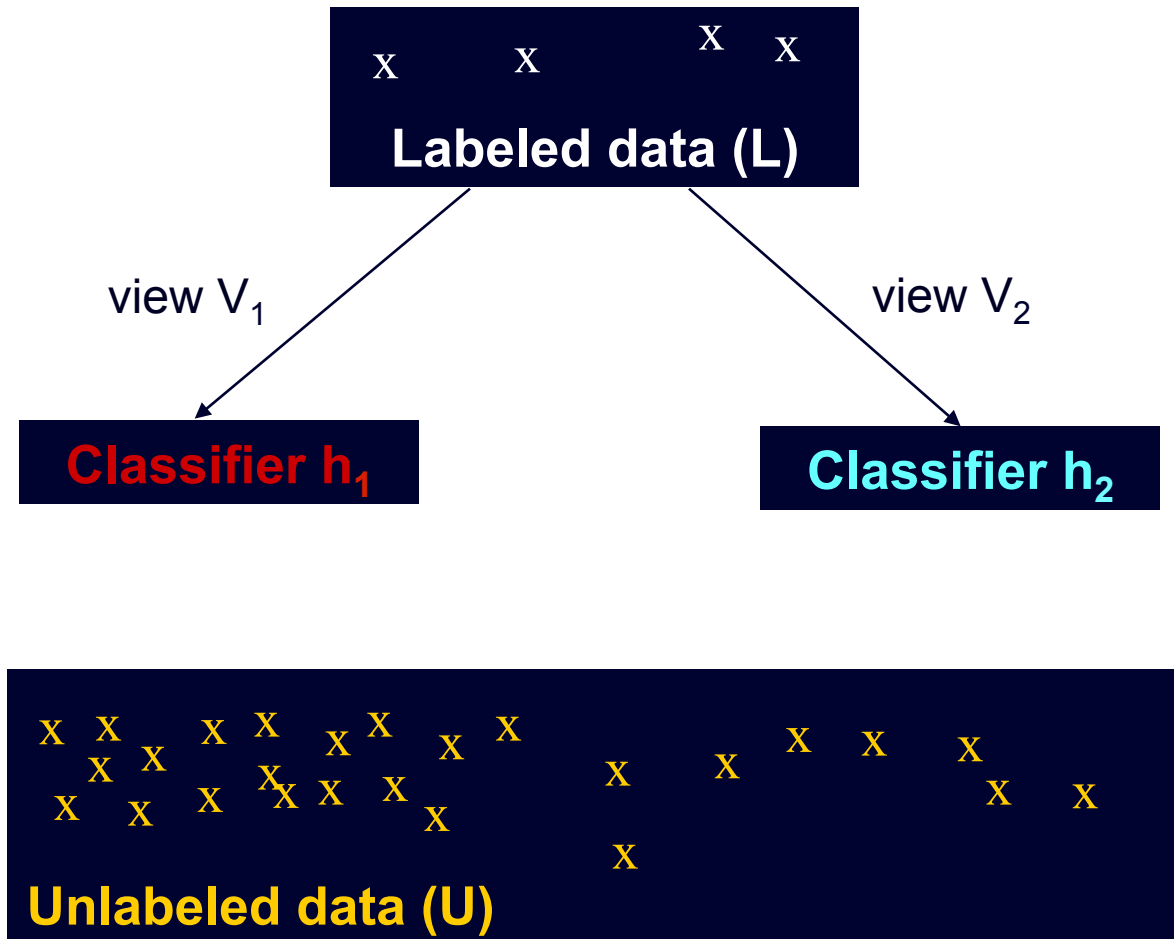 x x x x
Labeled data (L)
view V₁
view V₂
Classifier h₁
Classifier h₂
x x x x x x x x x x x
x x x x x
x x x x x x x x x
x
Unlabeled data (U)